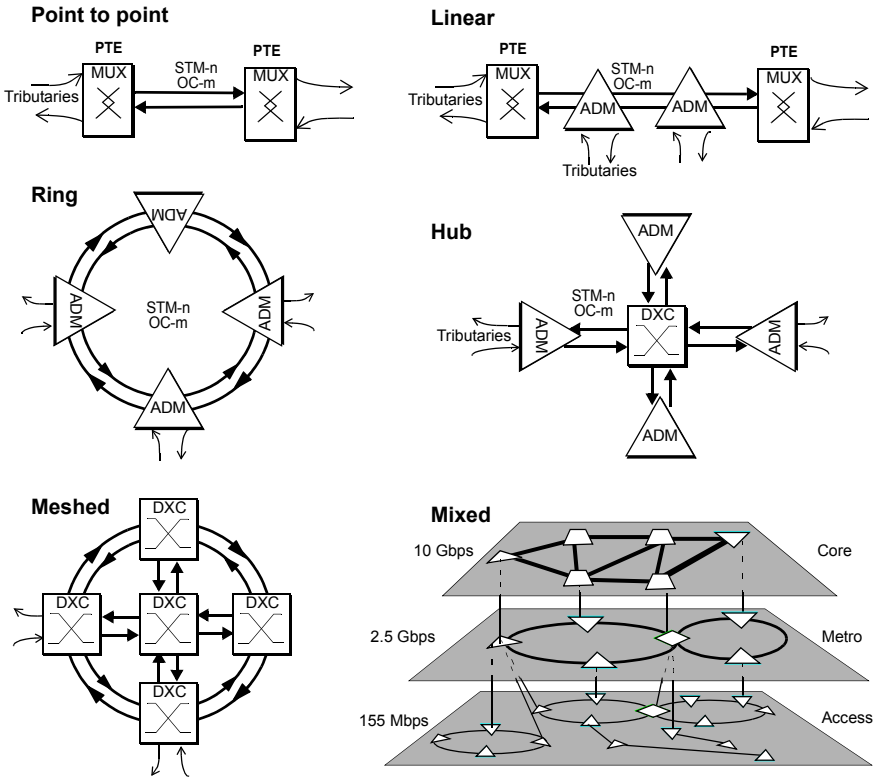 Point to point
PTE
PTE
MUX
MUX
STM-n
OC-m
Tributaries
Linear
PTE
PTE
MUX
MUX
STM-n
OC-m
ADM
ADM
Tributaries
Tributaries
Ring
ADM
ADM
STM-n
OC-m
ADM
ADM
Hub
ADM
STM-n
OC-m
DXC
Tributaries
ADM
ADM
ADM
Meshed
DXC
DXC
DXC
DXC
DXC
Mixed
10 Gbps
Core
2.5 Gbps
Metro
155 Mbps
Access